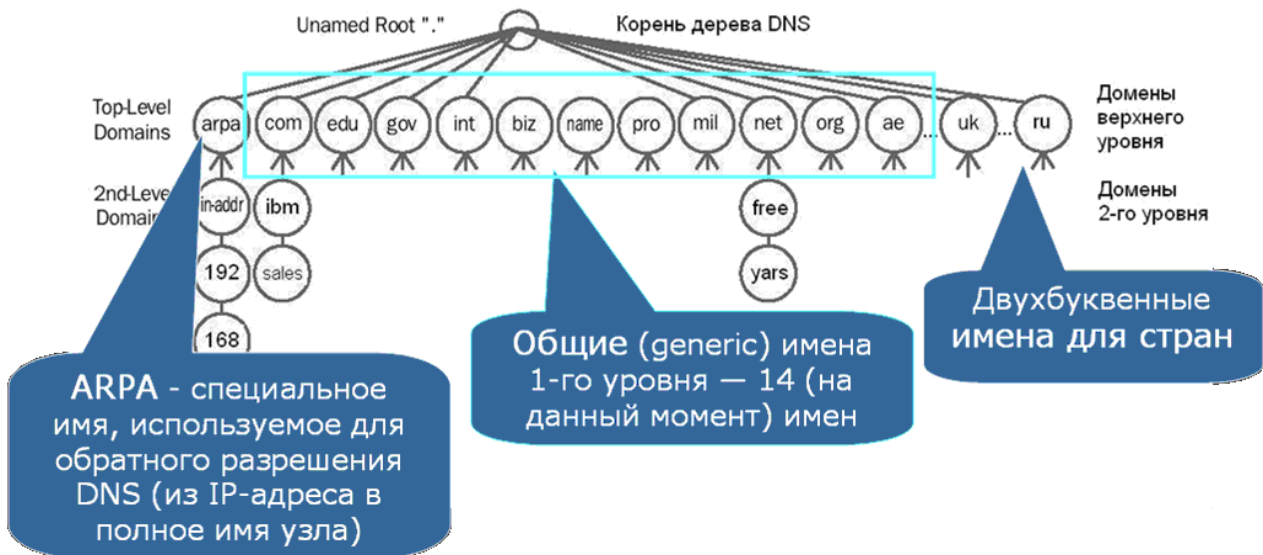 Unamed Root "."
Корень дерева DNS
Top-Level
Domains
arpa
com
edu
gov
int
biz
name
pro
mil
net
org
ae
...
uk
...
ru
Домены
верхнего
уровня
2nd-Leve
Domain
in-addr
ibm
free
Домены
2-го уровня
192
sales
yars
168
ARPA - специальное
имя, используемое для
обратного разрешения
DNS (из IP-адреса в
полное имя узла)
Общие (generic) имена
1-го уровня — 14 (на
данный момент) имен
Двухбуквенные
имена для стран